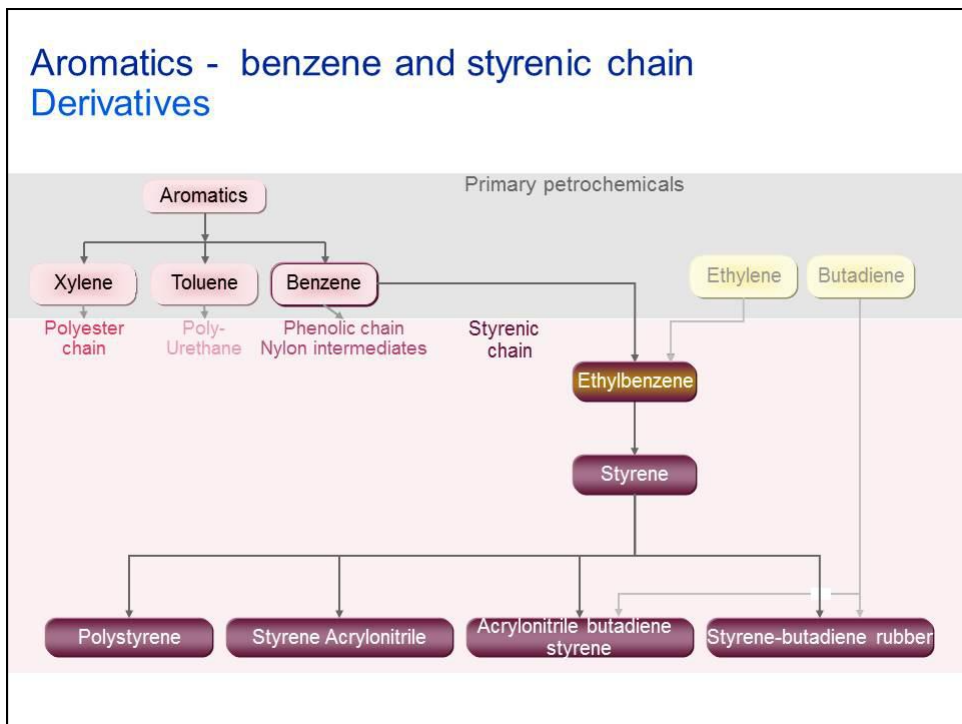 Aromatics - benzene and styrenic chain
Derivatives
Primary petrochemicals
Aromatics
Xylene
Toluene
Benzene
Ethylene
Butadiene
Polyester
chain
Poly-
Urethane
Phenolic chain
Nylon intermediates
Styrenic
chain
Ethylbenzene
Styrene
Polystyrene
Styrene Acrylonitrile
Acrylonitrile butadiene
styrene
Styrene-butadiene rubber